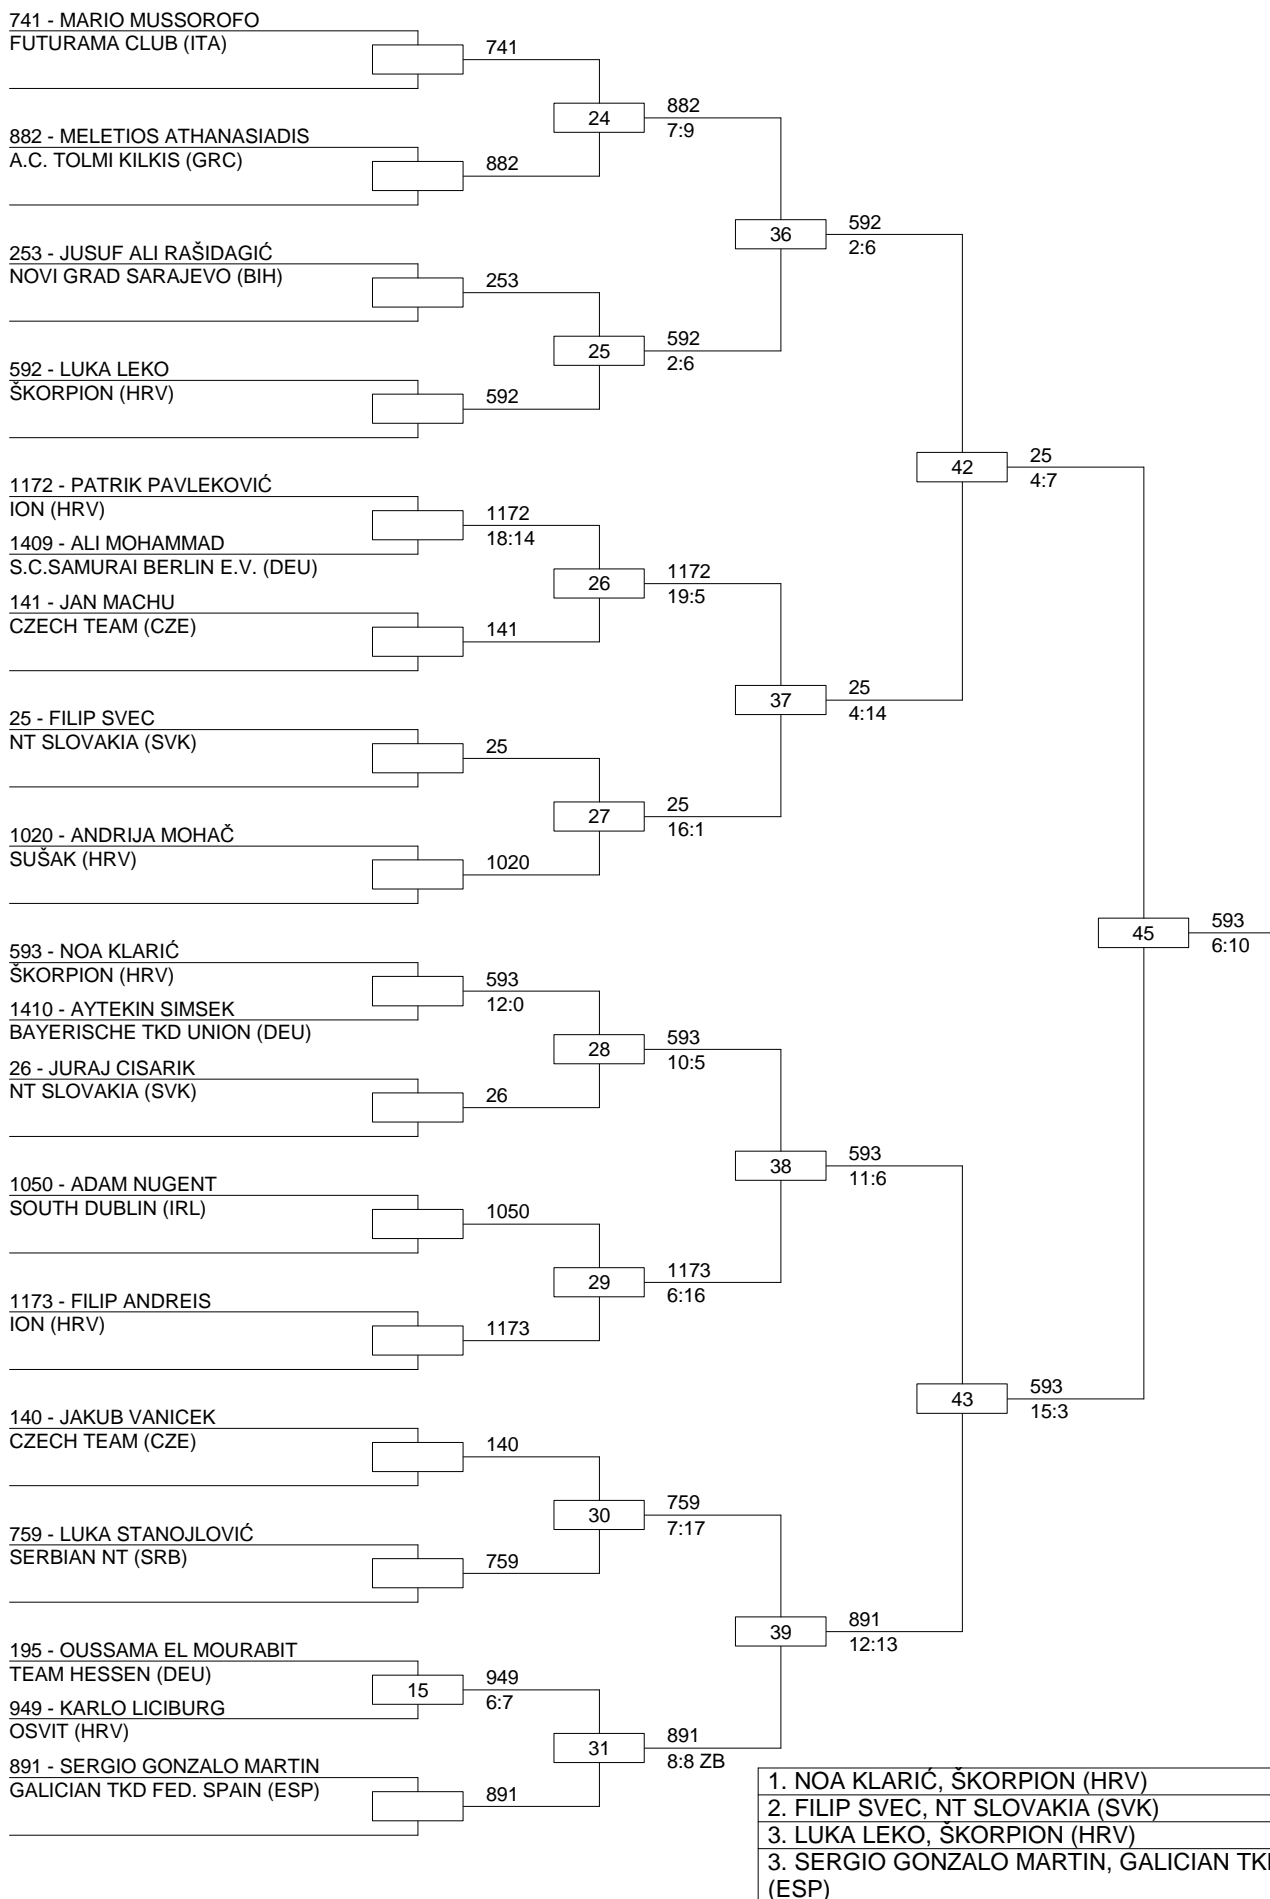 741 - MARIO MUSSOROFO
FUTURAMA CLUB (ITA)
741
24
882
7:9
882 - MELETIOS ATHANASIADIS
A.C. TOLMI KILKIS (GRC)
882
36
592
2:6
253 - JUSUF ALI RAŠIDAGIĆ
NOVI GRAD SARAJEVO (BIH)
253
25
592
2:6
592 - LUKA LEKO
ŠKORPION (HRV)
592
42
25
4:7
1172 - PATRIK PAVLEKOVIĆ
ION (HRV)
1172
18:14
1409 - ALI MOHAMMAD
S.C.SAMURAI BERLIN E.V. (DEU)
26
1172
19:5
141 - JAN MACHU
CZECH TEAM (CZE)
141
37
25
4:14
25 - FILIP SVEC
NT SLOVAKIA (SVK)
25
27
25
16:1
1020 - ANDRIJA MOHAČ
SUŠAK (HRV)
1020
45
593
6:10
593 - NOA KLARIĆ
ŠKORPION (HRV)
593
12:0
1410 - AYTEKIN SIMSEK
BAYERISCHE TKD UNION (DEU)
28
593
10:5
26 - JURAJ CISARIK
NT SLOVAKIA (SVK)
26
38
593
11:6
1050 - ADAM NUGENT
SOUTH DUBLIN (IRL)
1050
29
1173
6:16
1173 - FILIP ANDREIS
ION (HRV)
1173
43
593
15:3
140 - JAKUB VANICEK
CZECH TEAM (CZE)
140
30
759
7:17
759 - LUKA STANOJLOVIĆ
SERBIAN NT (SRB)
759
39
891
12:13
195 - OUSSAMA EL MOURABIT
TEAM HESSEN (DEU)
15
949
6:7
949 - KARLO LICIBURG
OSVIT (HRV)
31
891
8:8 ZB
891 - SERGIO GONZALO MARTIN
GALICIAN TKD FED. SPAIN (ESP)
891
1. NOA KLARIĆ, ŠKORPION (HRV)
2. FILIP SVEC, NT SLOVAKIA (SVK)
3. LUKA LEKO, ŠKORPION (HRV)
3. SERGIO GONZALO MARTIN, GALICIAN TKD
(ESP)